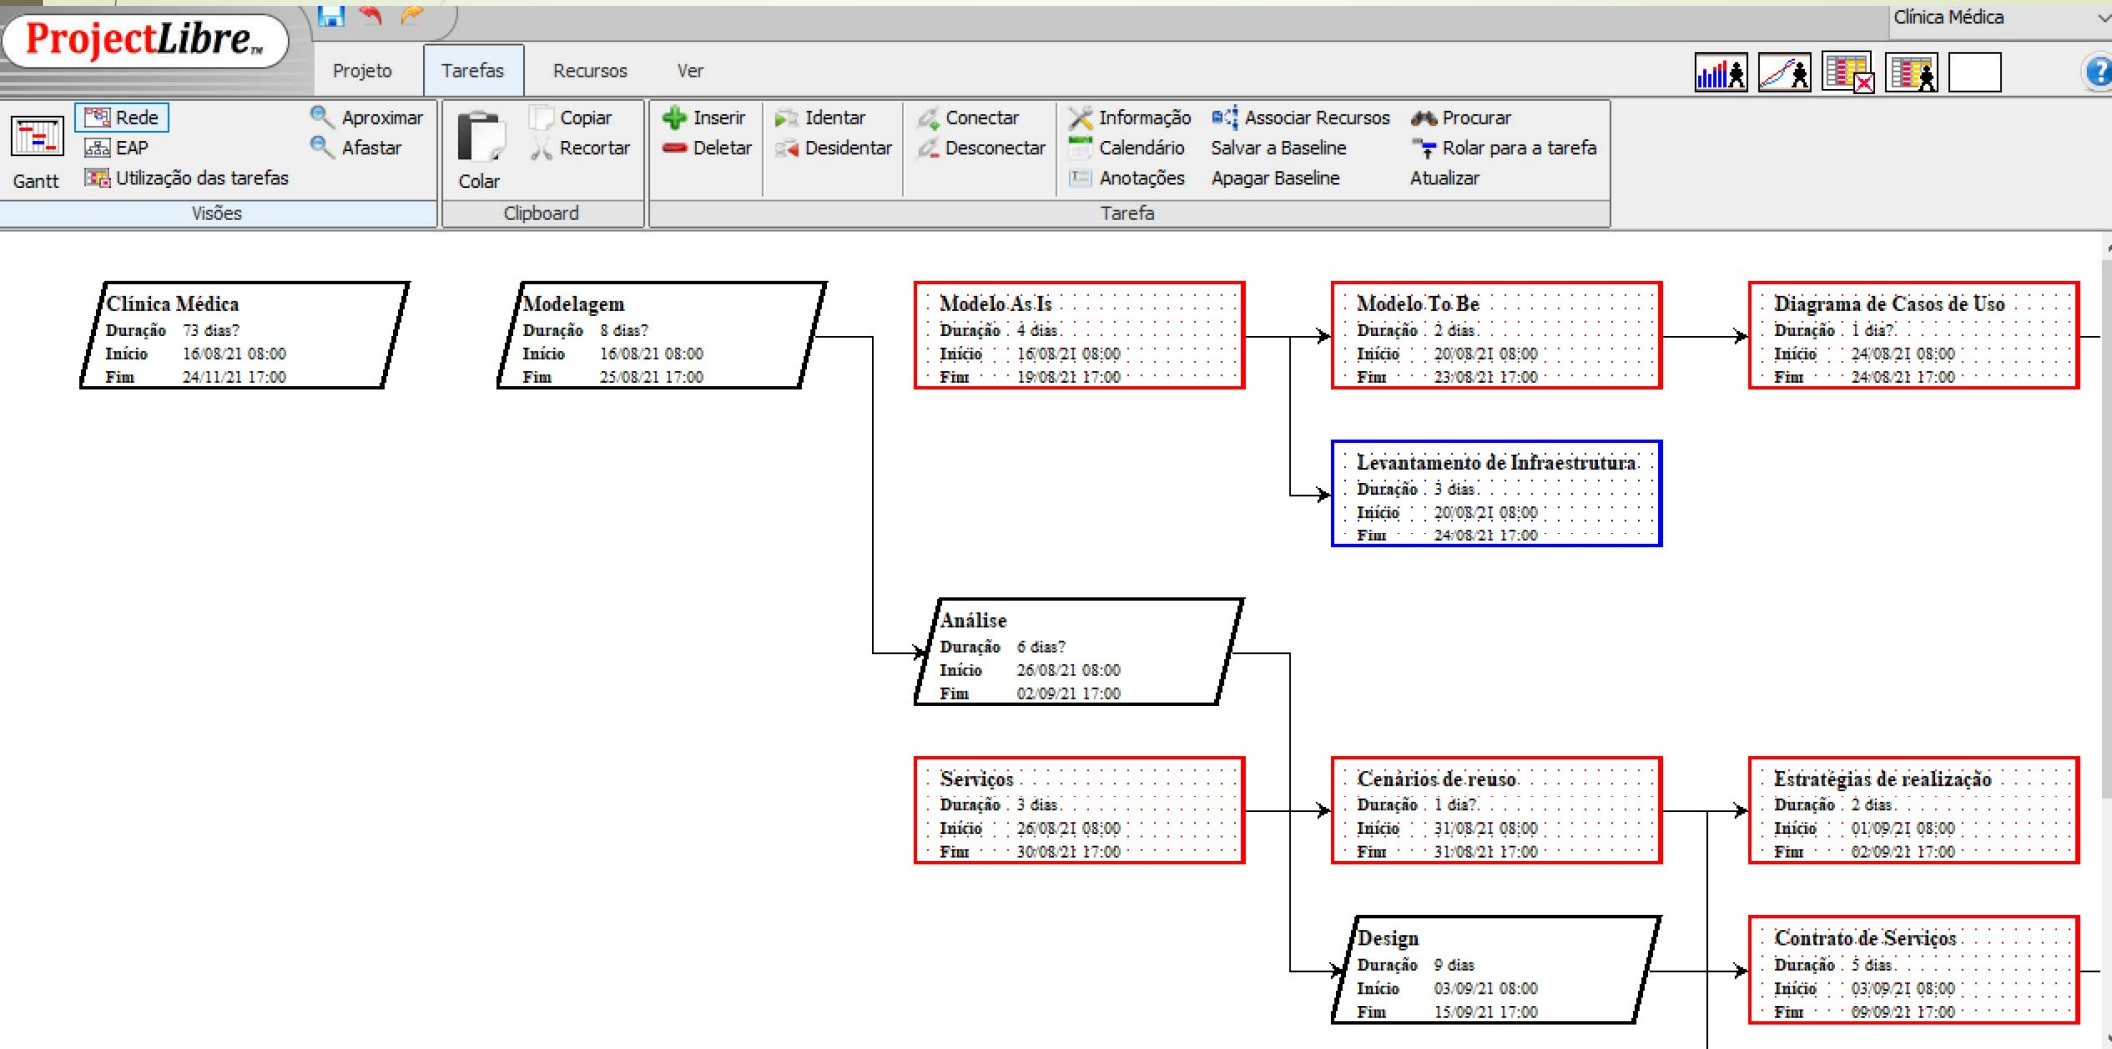 Clínica Médica
ProjectLibre™
Projeto
Tarefas
Recursos
Ver
Rede
EAP
Utilização das tarefas
Gantt
Aproximar
Afastar
Visões
Colar
Copiar
Recortar
Clipboard
Inserir
Deletar
Identar
Desidentar
Conectar
Desconectar
Informação
Calendário
Anotações
Associar Recursos
Salvar a Baseline
Apagar Baseline
Procurar
Rolar para a tarefa
Atualizar
Tarefa
Clínica Médica
Duração 73 dias?
Início 16/08/21 08:00
Fim 24/11/21 17:00
Modelagem
Duração 8 dias?
Início 16/08/21 08:00
Fim 25/08/21 17:00
Modelo As Is
Duração 4 dias
Início 16/08/21 08:00
Fim 19/08/21 17:00
Modelo To Be
Duração 2 dias
Início 20/08/21 08:00
Fim 23/08/21 17:00
Diagrama de Casos de Uso
Duração 1 dia?
Início 24/08/21 08:00
Fim 24/08/21 17:00
Levantamento de Infraestrutura
Duração 3 dias
Início 20/08/21 08:00
Fim 24/08/21 17:00
Análise
Duração 6 dias?
Início 26/08/21 08:00
Fim 02/09/21 17:00
Serviços
Duração 3 dias
Início 26/08/21 08:00
Fim 30/08/21 17:00
Cenários de reuso
Duração 1 dia?
Início 31/08/21 08:00
Fim 31/08/21 17:00
Estratégias de realização
Duração 2 dias
Início 01/09/21 08:00
Fim 02/09/21 17:00
Design
Duração 9 dias
Início 03/09/21 08:00
Fim 15/09/21 17:00
Contrato de Serviços
Duração 5 dias
Início 03/09/21 08:00
Fim 09/09/21 17:00